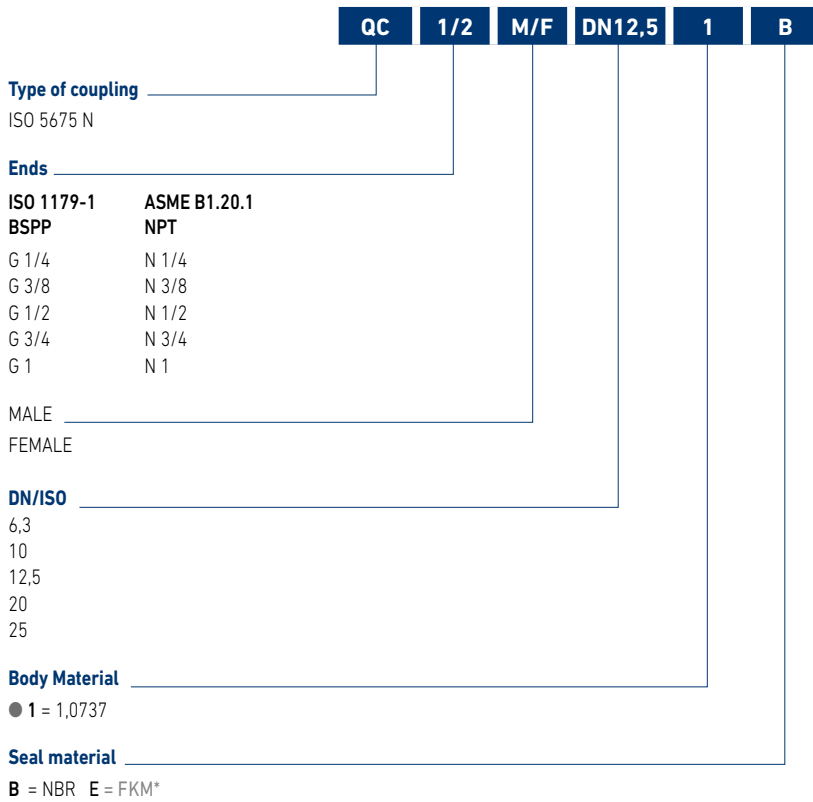 QC 1/2 M/F DN12,5 1 B
Type of coupling
ISO 5675 N
Ends
ISO 1179-1 ASME B1.20.1
BSPP NPT
G 1/4 N 1/4
G 3/8 N 3/8
G 1/2 N 1/2
G 3/4 N 3/4
G 1 N 1
MALE
FEMALE
DN/ISO
6,3
10
12,5
20
25
Body Material
1 = 1,0737
Seal material
B = NBR E = FKM*